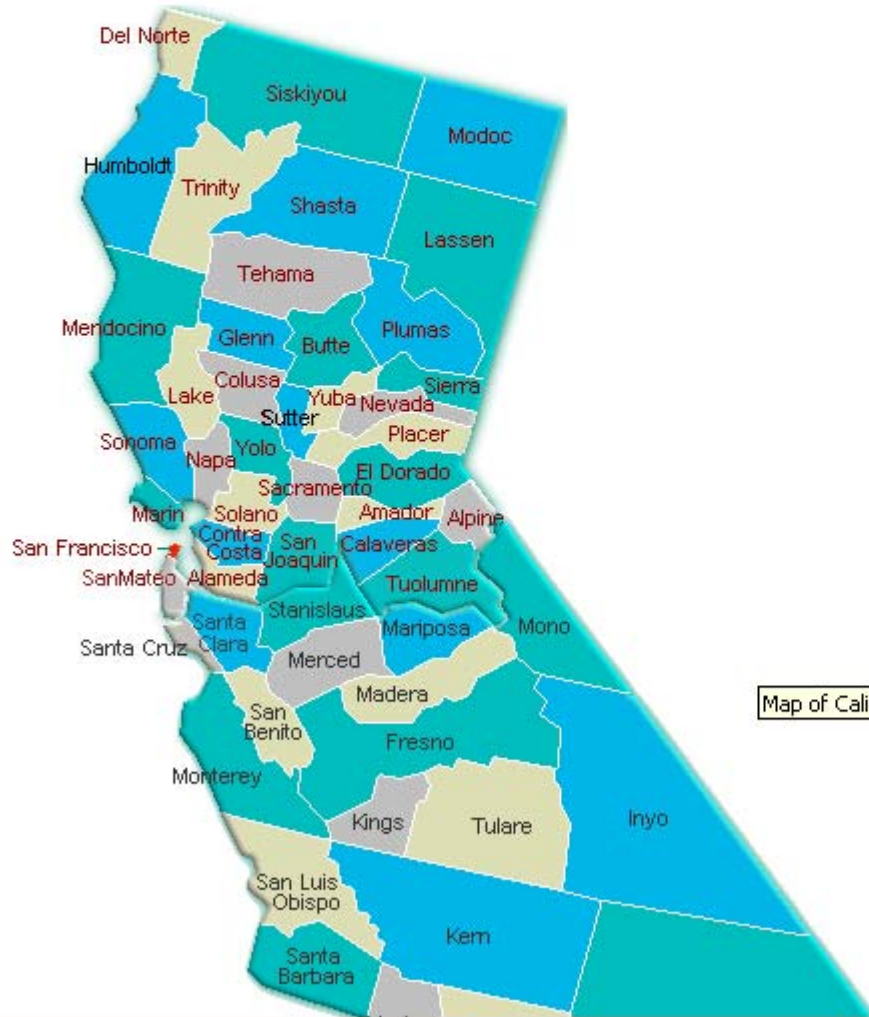 Del Norte
Siskiyou
Modoc
Humboldt
Trinity
Shasta
Lassen
Tehama
Mendocino
Glenn
Butte
Plumas
Lake
Colusa
Sutter
Yuba
Sierra
Nevada
Placer
Sonoma
Napa
Yolo
El Dorado
Sacramento
Marin
Solano
Amador
Alpine
San Francisco
Contra
Costa
San
Joaquin
Calaveras
SanMateo
Alameda
Tuolumne
Stanislaus
Santa
Clara
Mariposa
Mono
Santa Cruz
Merced
Madera
Map of Cali
San
Benito
Fresno
Monterey
Kings
Tulare
Inyo
San Luis
Obispo
Kern
Santa
Barbara